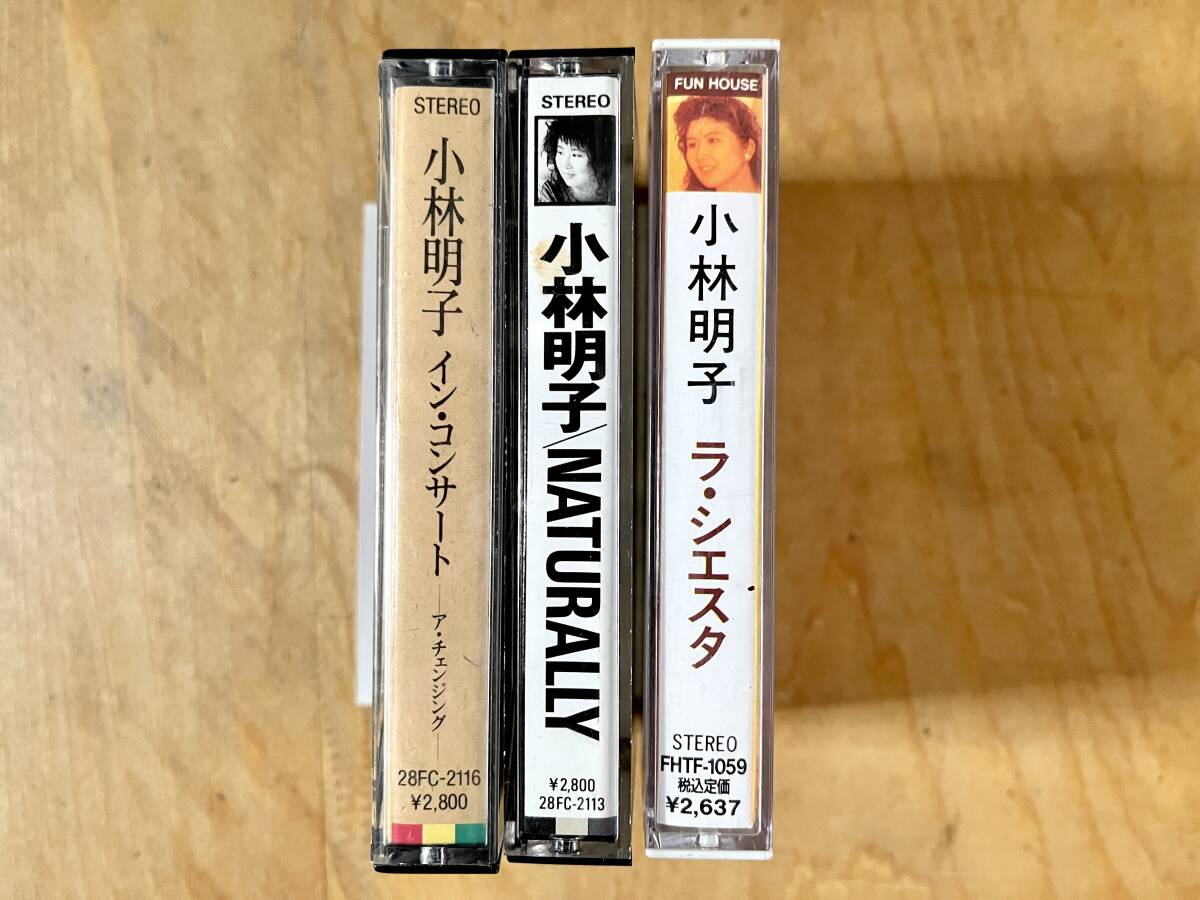 STEREO
小林明子 イン・コンサート ―ア・チェンジング―
28FC-2116
¥2,800
STEREO
小林明子/NATURALLY
¥2,800
28FC-2113
FUN HOUSE
小林明子 ラ・シエスタ
STEREO
FHTF-1059
税込定価
¥2,637